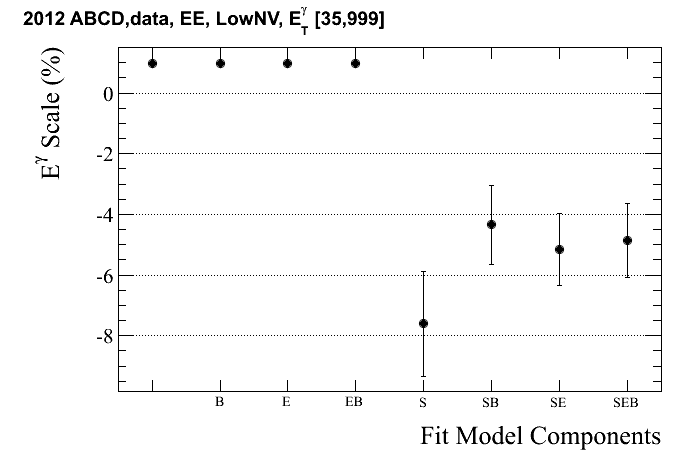 2012 ABCD,data, EE, LowNV, E_T^γ [35,999]
E^γ Scale (%)
0
-2
-4
-6
-8
B E EB S SB SE SEB
Fit Model Components